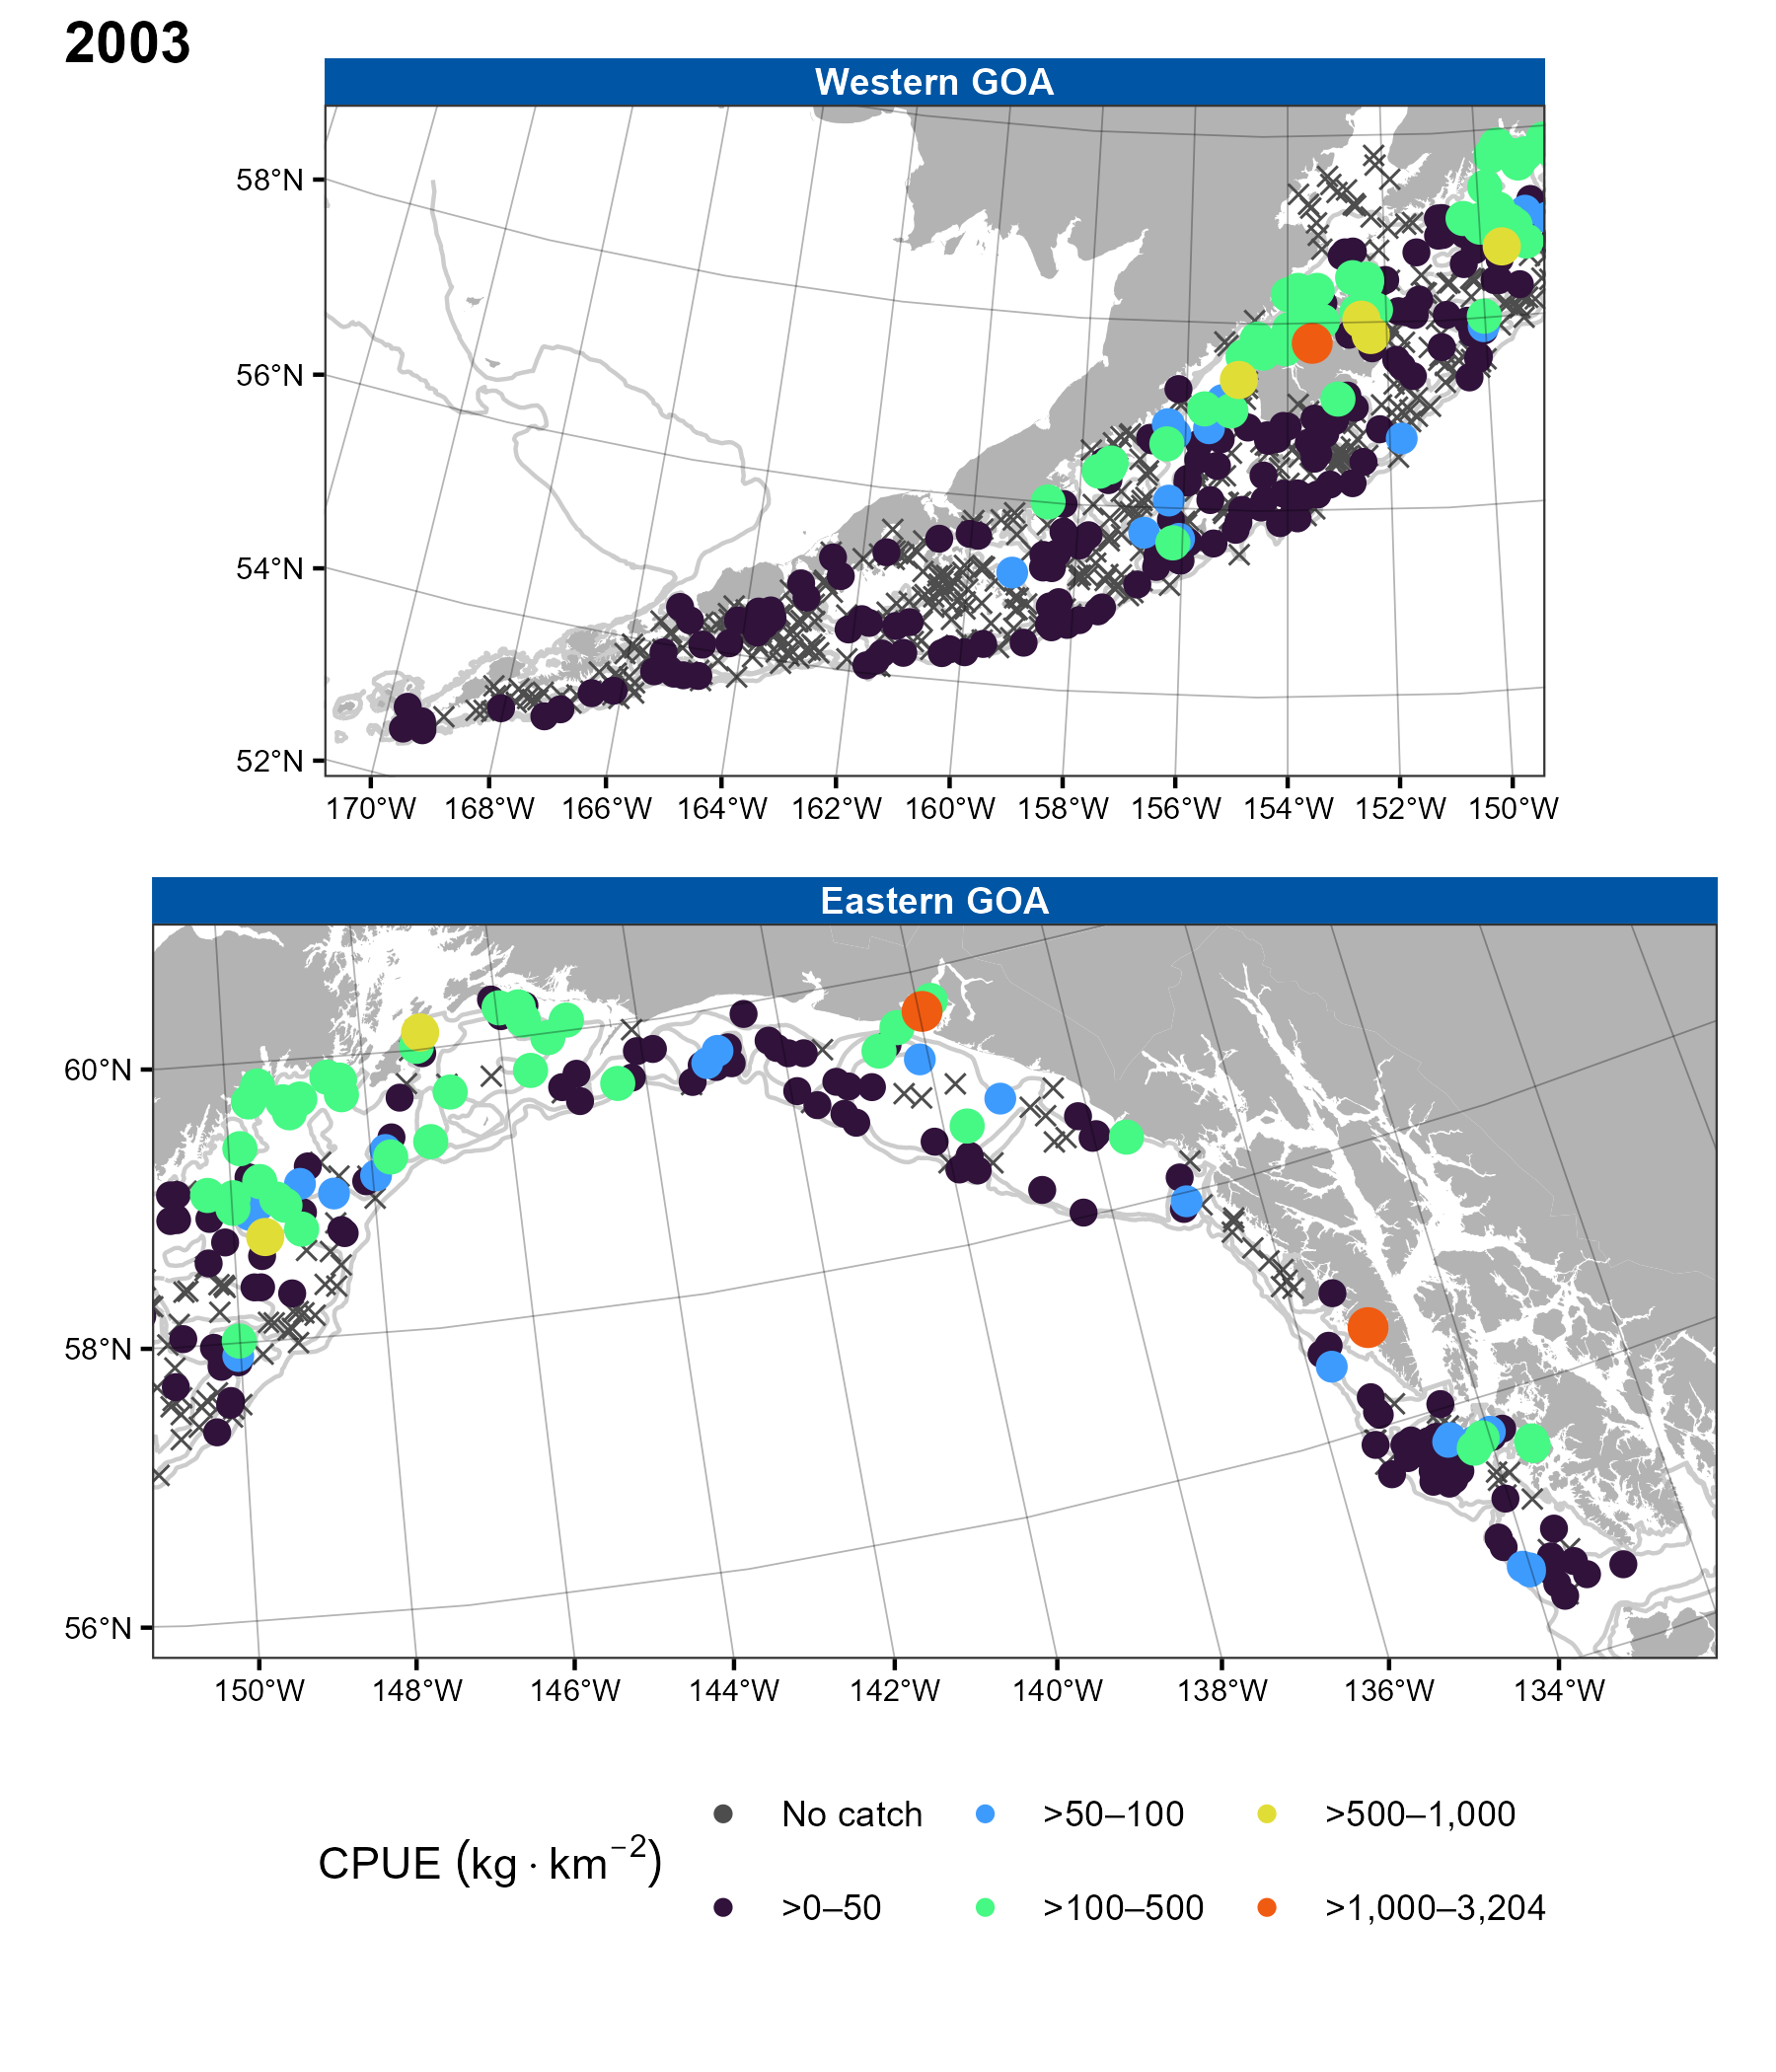 2003
Western GOA
58°N
56°N
54°N
52°N
170°W 168°W 166°W 164°W 162°W 160°W 158°W 156°W 154°W 152°W 150°W
Eastern GOA
60°N
58°N
56°N
150°W 148°W 146°W 144°W 142°W 140°W 138°W 136°W 134°W
CPUE (kg · km⁻²)
No catch >50–100 >500–1,000
>0–50 >100–500 >1,000–3,204